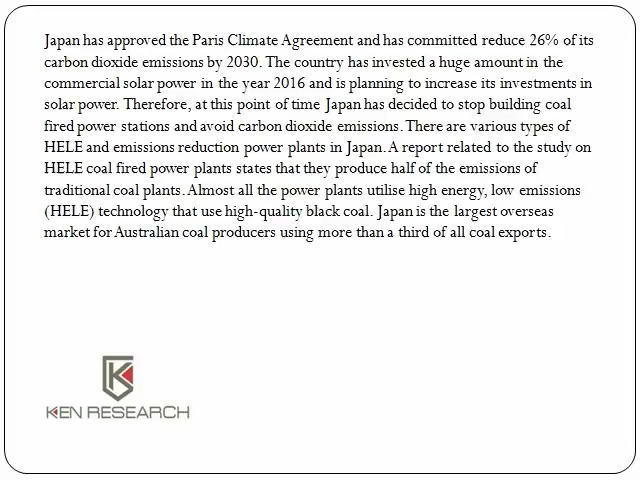 Japan has approved the Paris Climate Agreement and has committed reduce 26% of its
carbon dioxide emissions by 2030. The country has invested a huge amount in the
commercial solar power in the year 2016 and is planning to increase its investments in
solar power. Therefore, at this point of time Japan has decided to stop building coal
fired power stations and avoid carbon dioxide emissions. There are various types of
HELE and emissions reduction power plants in Japan. A report related to the study on
HELE coal fired power plants states that they produce half of the emissions of
traditional coal plants. Almost all the power plants utilise high energy, low emissions
(HELE) technology that use high-quality black coal. Japan is the largest overseas
market for Australian coal producers using more than a third of all coal exports.
KEN RESEARCH